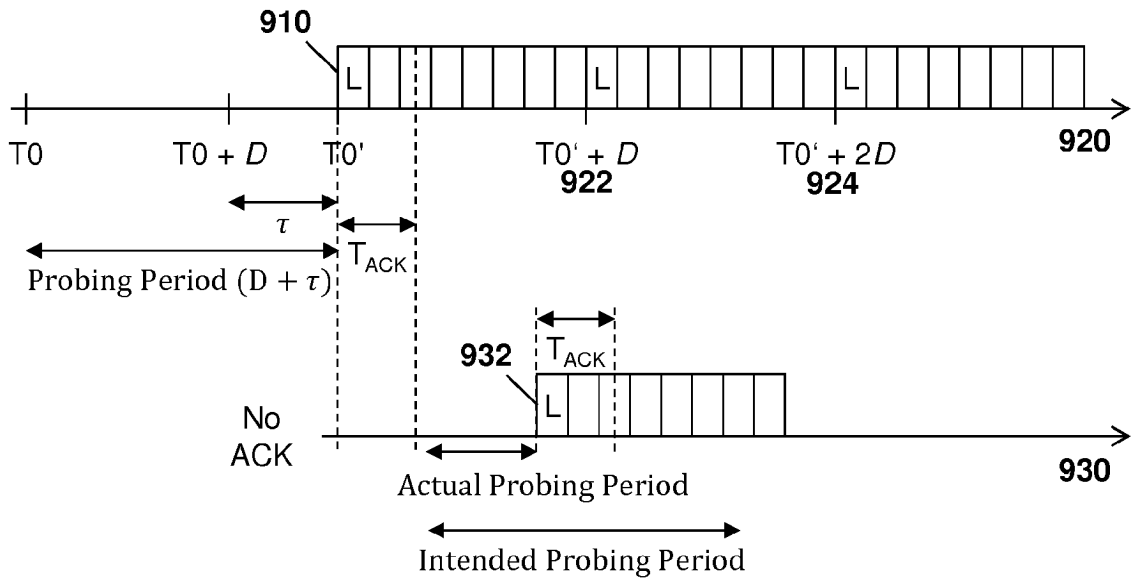 910
L L L
T0 T0 + D T0' T0' + D T0' + 2D 920
922 924
τ
T_ACK
Probing Period (D + τ)
932
T_ACK
L
No
ACK
930
Actual Probing Period
Intended Probing Period